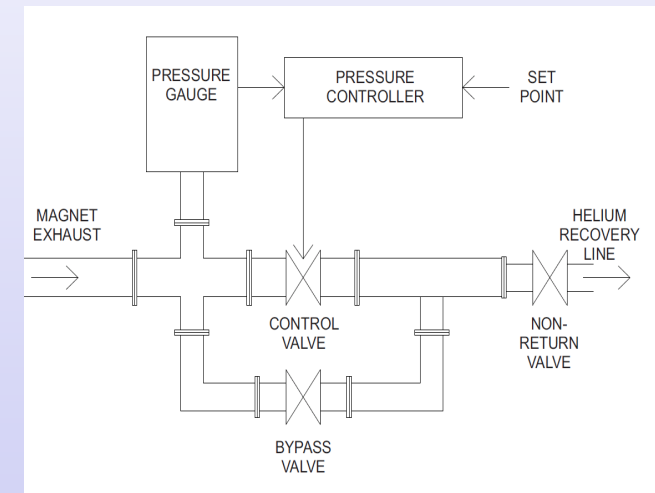 PRESSURE
GAUGE
PRESSURE
CONTROLLER
SET
POINT
MAGNET
EXHAUST
HELIUM
RECOVERY
LINE
CONTROL
VALVE
NON-
RETURN
VALVE
BYPASS
VALVE